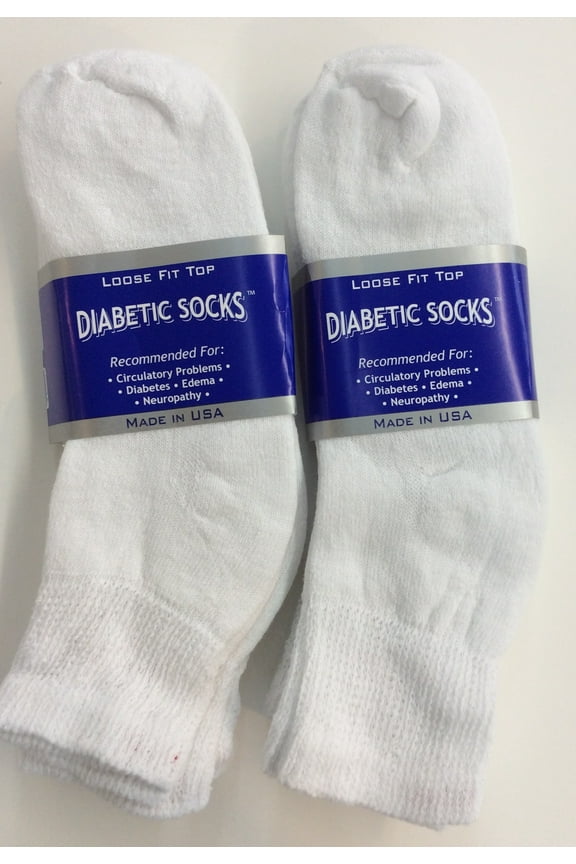 LOOSE FIT TOP
DIABETIC SOCKS™
Recommended For:
• Circulatory Problems •
• Diabetes • Edema •
• Neuropathy •
MADE IN USA
LOOSE FIT TOP
DIABETIC SOCKS™
Recommended For:
• Circulatory Problems •
• Diabetes • Edema •
• Neuropathy •
MADE IN USA